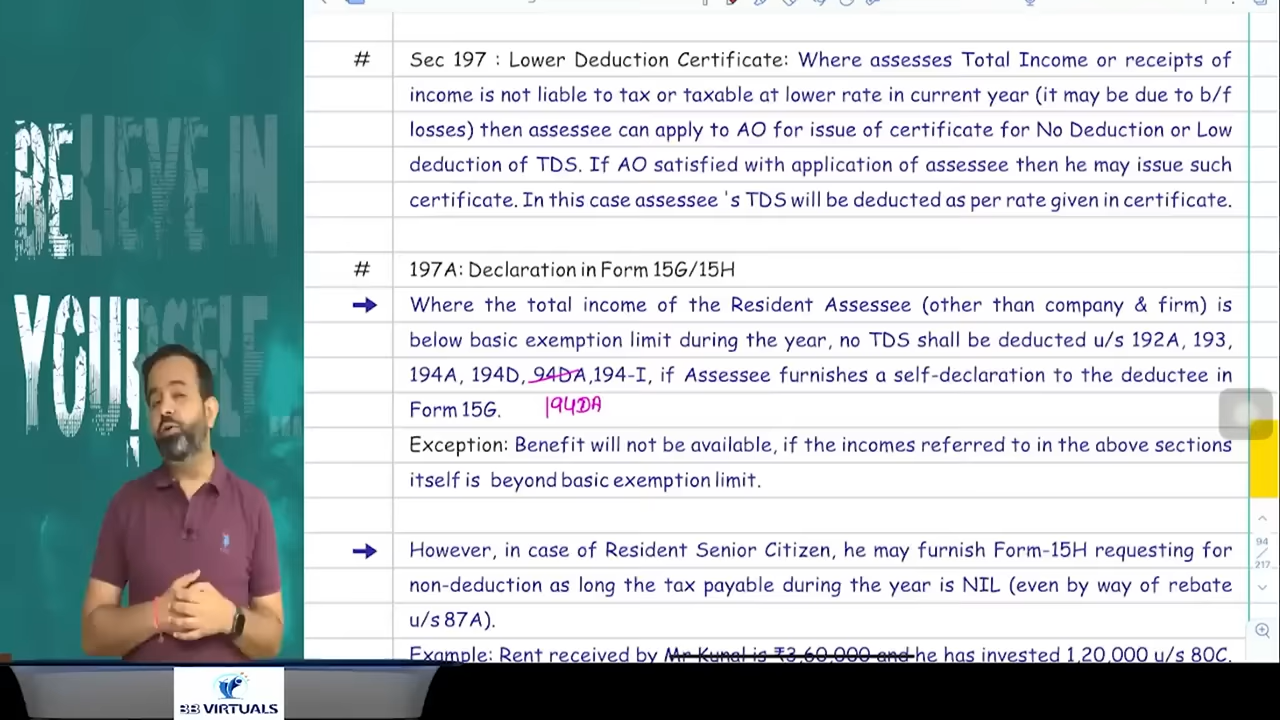 BELIEVE IN
YOURSELF...
# Sec 197 : Lower Deduction Certificate: Where assesses Total Income or receipts of
income is not liable to tax or taxable at lower rate in current year (it may be due to b/f
losses) then assessee can apply to AO for issue of certificate for No Deduction or Low
deduction of TDS. If AO satisfied with application of assessee then he may issue such
certificate. In this case assessee 's TDS will be deducted as per rate given in certificate.
# 197A: Declaration in Form 15G/15H
➔ Where the total income of the Resident Assessee (other than company & firm) is
below basic exemption limit during the year, no TDS shall be deducted u/s 192A, 193,
194A, 194D, 94DA,194-I, if Assessee furnishes a self-declaration to the deductee in
Form 15G. 194DA
Exception: Benefit will not be available, if the incomes referred to in the above sections
itself is beyond basic exemption limit.
➔ However, in case of Resident Senior Citizen, he may furnish Form-15H requesting for
non-deduction as long the tax payable during the year is NIL (even by way of rebate
u/s 87A).
Example: Rent received by Mr Kunal is ₹3,60,000 and he has invested 1,20,000 u/s 80C.
94
/
217
BB VIRTUALS